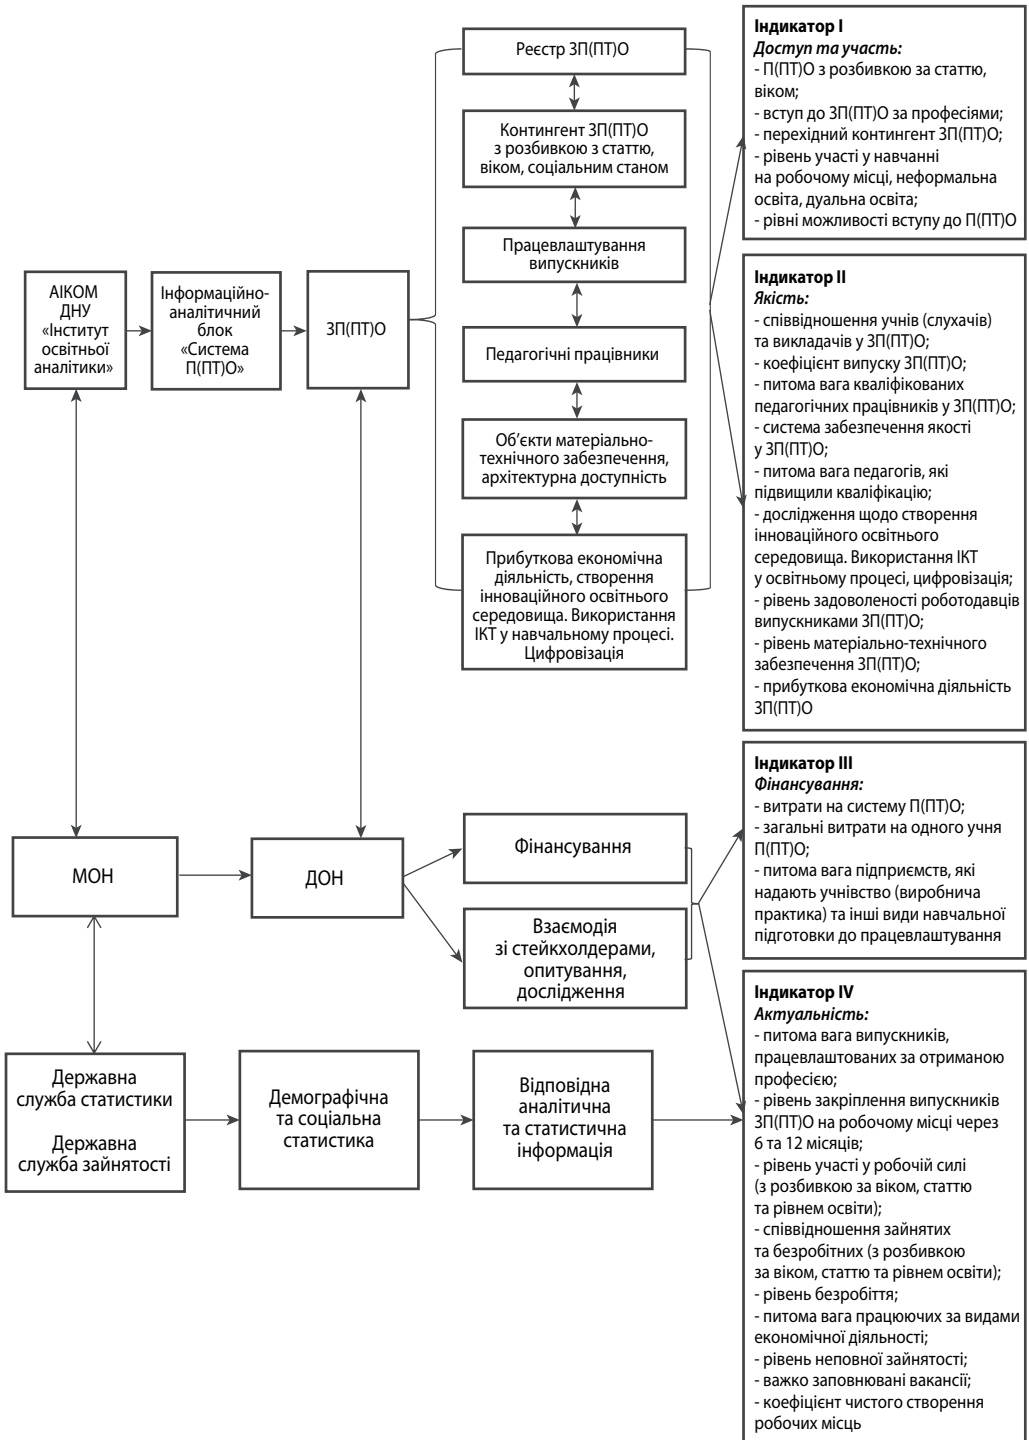 АІКОМ
ДНУ
«Інститут
освітньої
аналітики»
Інформаційно-
аналітичний
блок
«Система
П(ПТ)О»
ЗП(ПТ)О
Реєстр ЗП(ПТ)О
Контингент ЗП(ПТ)О
з розбивкою з статтю,
віком, соціальним станом
Працевлаштування
випускників
Педагогічні працівники
Об’єкти матеріально-
технічного забезпечення,
архітектурна доступність
Прибуткова економічна
діяльність, створення
інноваційного освітнього
середовища. Використання
ІКТ у навчальному процесі.
Цифровізація
Індикатор I
Доступ та участь:
- П(ПТ)О з розбивкою за статтю,
віком;
- вступ до ЗП(ПТ)О за професіями;
- перехідний контингент ЗП(ПТ)О;
- рівень участі у навчанні
на робочому місці, неформальна
освіта, дуальна освіта;
- рівні можливості вступу до П(ПТ)О
Індикатор II
Якість:
- співвідношення учнів (слухачів)
та викладачів у ЗП(ПТ)О;
- коефіцієнт випуску ЗП(ПТ)О;
- питома вага кваліфікованих
педагогічних працівників у ЗП(ПТ)О;
- система забезпечення якості
у ЗП(ПТ)О;
- питома вага педагогів, які
підвищили кваліфікацію;
- дослідження щодо створення
інноваційного освітнього
середовища. Використання ІКТ
у освітньому процесі, цифровізація;
- рівень задоволеності роботодавців
випускниками ЗП(ПТ)О;
- рівень матеріально-технічного
забезпечення ЗП(ПТ)О;
- прибуткова економічна діяльність
ЗП(ПТ)О
МОН
ДОН
Фінансування
Взаємодія
зі стейкхолдерами,
опитування,
дослідження
Індикатор III
Фінансування:
- витрати на систему П(ПТ)О;
- загальні витрати на одного учня
П(ПТ)О;
- питома вага підприємств, які
надають учнівство (виробнича
практика) та інші види навчальної
підготовки до працевлаштування
Державна
служба статистики
Державна
служба зайнятості
Демографічна
та соціальна
статистика
Відповідна
аналітична
та статистична
інформація
Індикатор IV
Актуальність:
- питома вага випускників,
працевлаштованих за отриманою
професією;
- рівень закріплення випускників
ЗП(ПТ)О на робочому місці через
6 та 12 місяців;
- рівень участі у робочій силі
(з розбивкою за віком, статтю
та рівнем освіти);
- співвідношення зайнятих
та безробітних (з розбивкою
за віком, статтю та рівнем освіти);
- рівень безробіття;
- питома вага працюючих за видами
економічної діяльності;
- рівень неповної зайнятості;
- важко заповнювані вакансії;
- коефіцієнт чистого створення
робочих місць